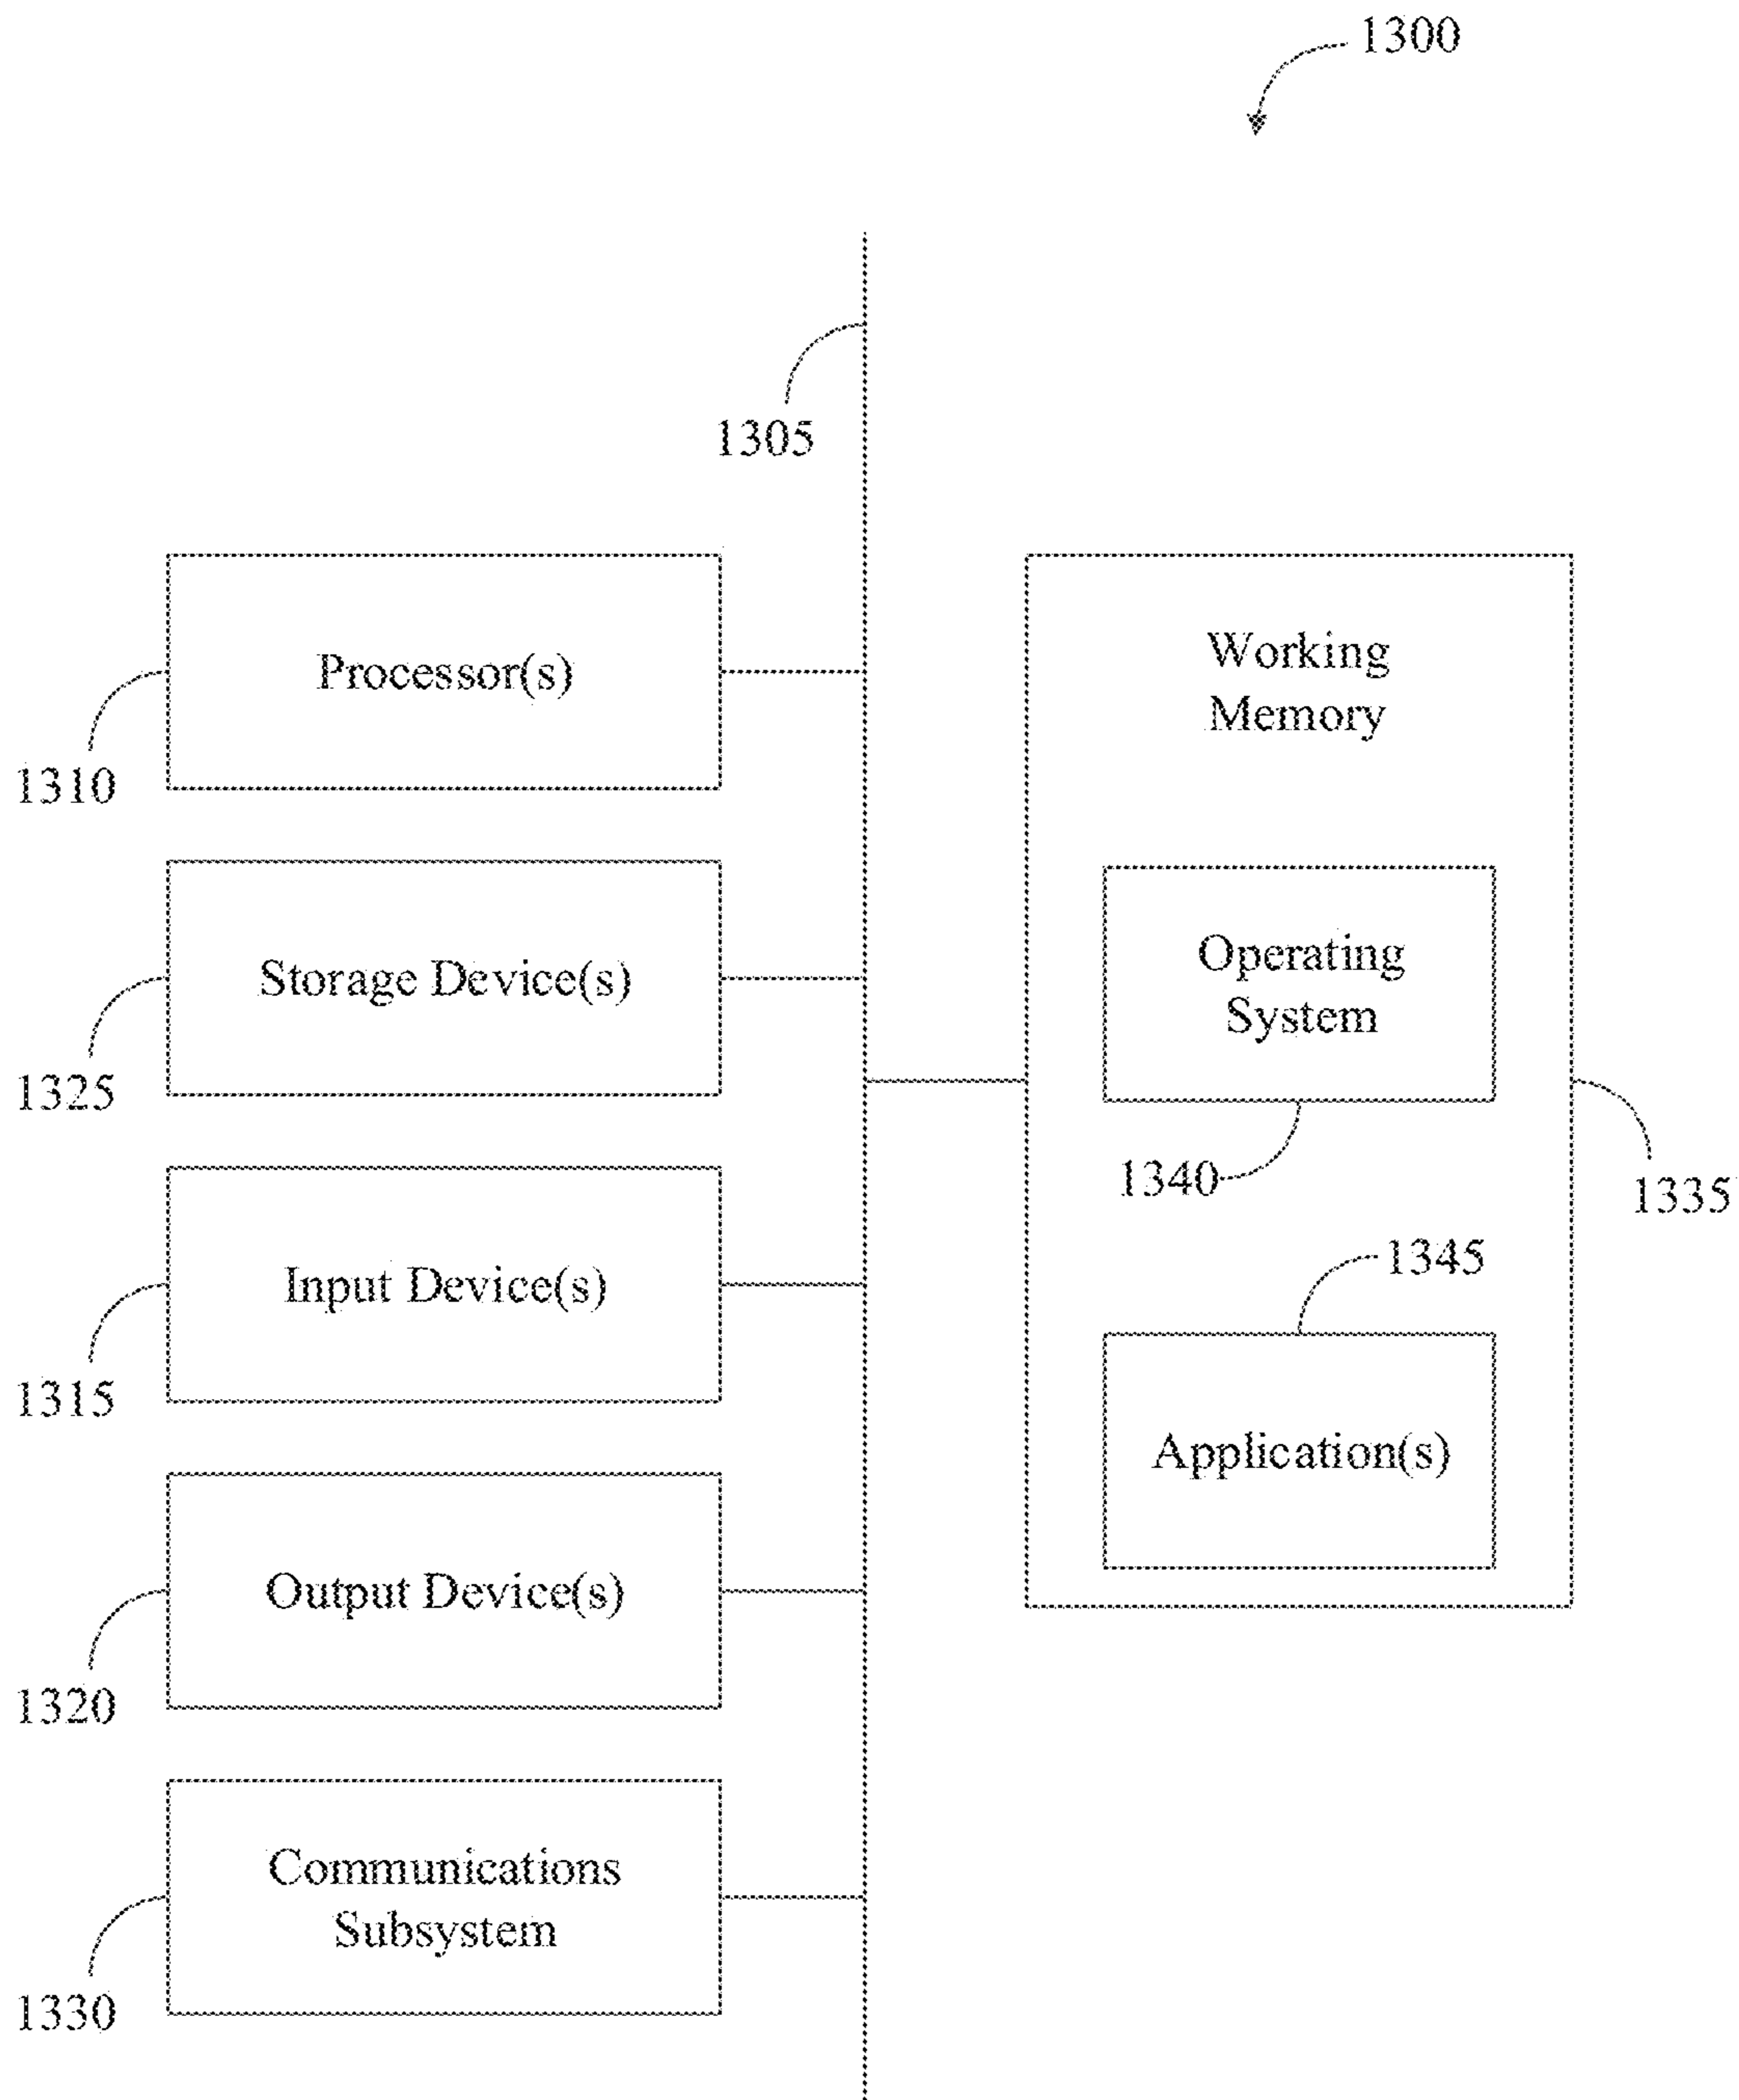 1300
1305
Processor(s)
1310
Storage Device(s)
1325
Input Device(s)
1315
Output Device(s)
1320
Communications
Subsystem
1330
Working
Memory
Operating
System
1340
1335
1345
Application(s)